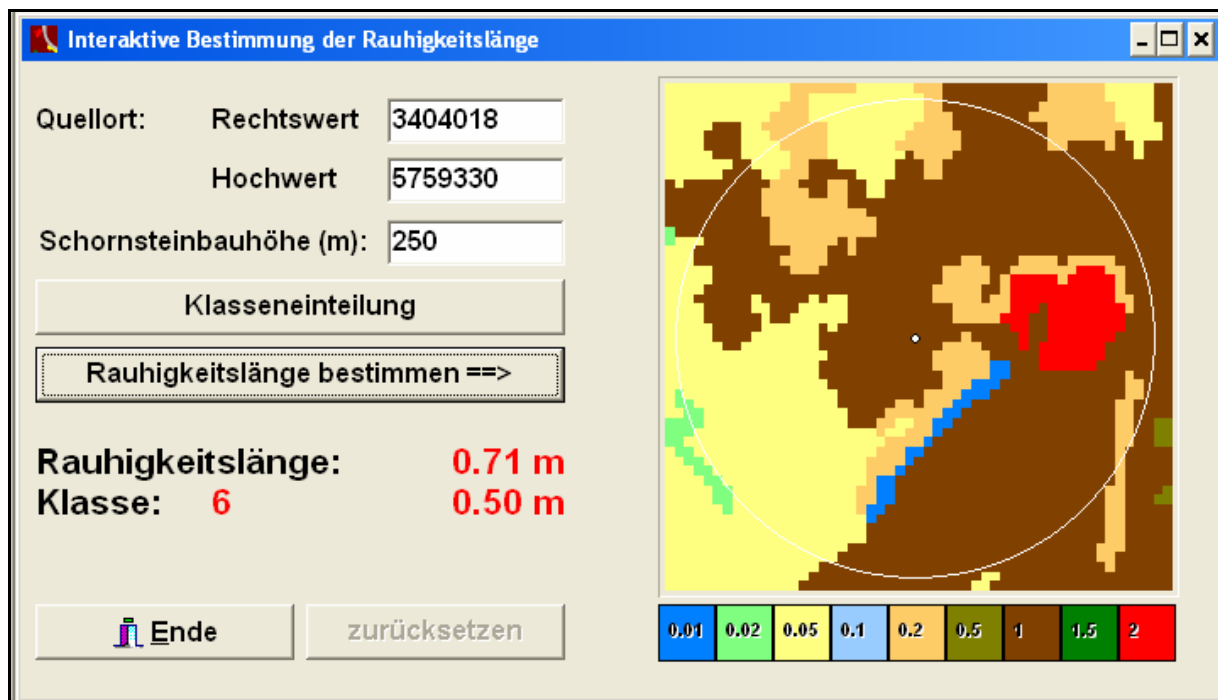 Interaktive Bestimmung der Rauhigkeitslänge
Quellort: Rechtswert 3404018
Hochwert 5759330
Schornsteinbauhöhe (m): 250
Klasseneinteilung
Rauhigkeitslänge bestimmen ==>
Rauhigkeitslänge: 0.71 m
Klasse: 6 0.50 m
Ende zurücksetzen
0.01 0.02 0.05 0.1 0.2 0.5 1 1.5 2